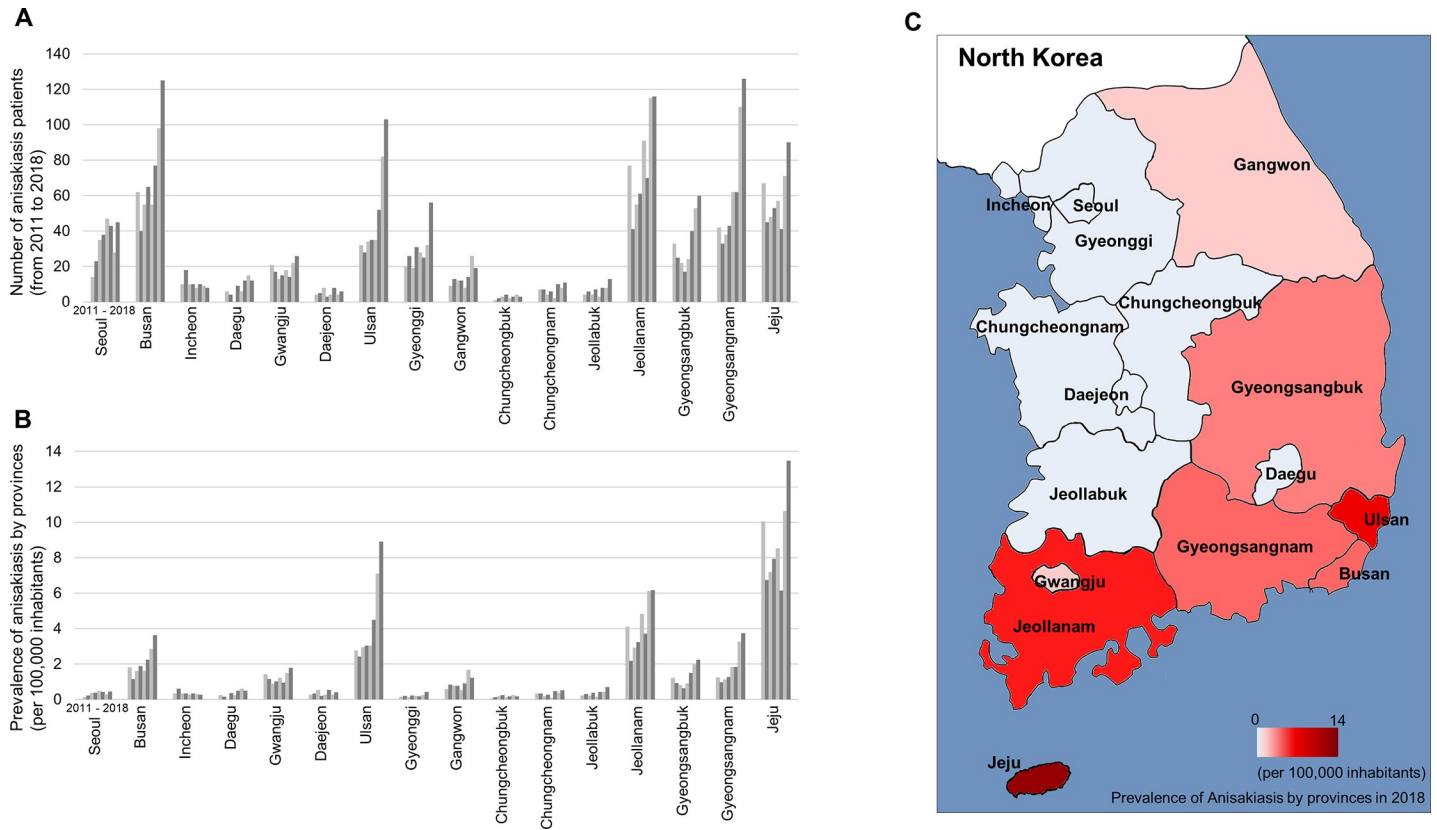 A
Number of anisakiasis patients
(from 2011 to 2018)
140
120
100
80
60
40
20
0
2011 - 2018
Seoul
Busan
Incheon
Daegu
Gwangju
Daejeon
Ulsan
Gyeonggi
Gangwon
Chungcheongbuk
Chungcheongnam
Jeollabuk
Jeollanam
Gyeongsangbuk
Gyeongsangnam
Jeju
B
Prevalence of anisakiasis by provinces
(per 100,000 inhabitants)
14
12
10
8
6
4
2
0
2011 - 2018
Seoul
Busan
Incheon
Daegu
Gwangju
Daejeon
Ulsan
Gyeonggi
Gangwon
Chungcheongbuk
Chungcheongnam
Jeollabuk
Jeollanam
Gyeongsangbuk
Gyeongsangnam
Jeju
C
North Korea
Gangwon
Incheon
Seoul
Gyeonggi
Chungcheongbuk
Chungcheongnam
Daejeon
Gyeongsangbuk
Daegu
Jeollabuk
Ulsan
Gyeongsangnam
Busan
Gwangju
Jeollanam
Jeju
0 14
(per 100,000 inhabitants)
Prevalence of Anisakiasis by provinces in 2018